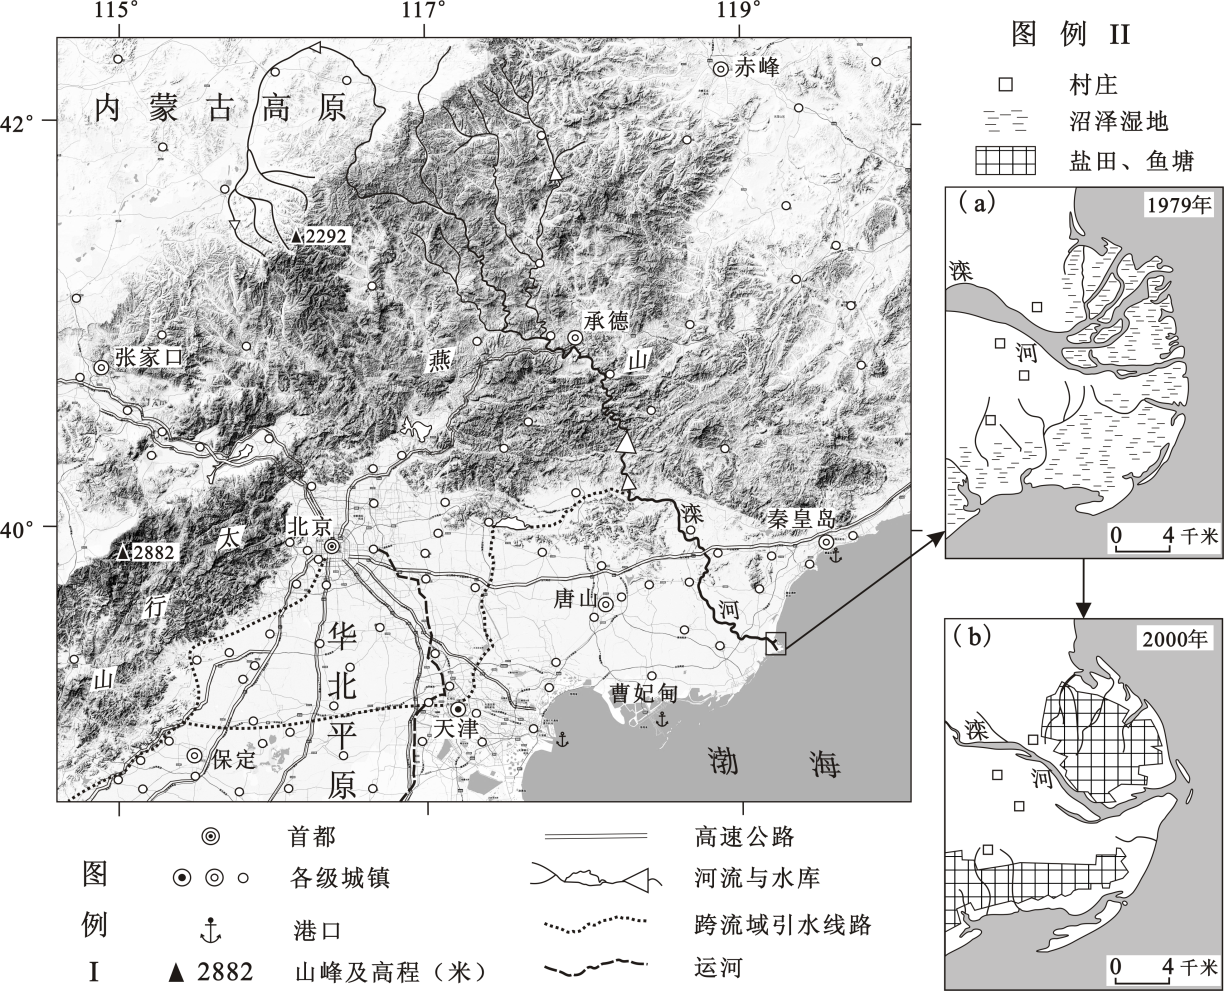 115° 117° 119°
42°
40°
内蒙古高原
赤峰
2292
承德
张家口
燕 山
北京
2882
太
行
山
滦
河
秦皇岛
唐山
华
北
平
原
曹妃甸
天津
保定
渤海
图例 II
村庄
沼泽湿地
盐田、鱼塘
(a) 1979年
滦
河
0 4 千米
(b) 2000年
滦
河
0 4 千米
图
例
I
首都
各级城镇
港口
2882 山峰及高程(米)
高速公路
河流与水库
跨流域引水线路
运河